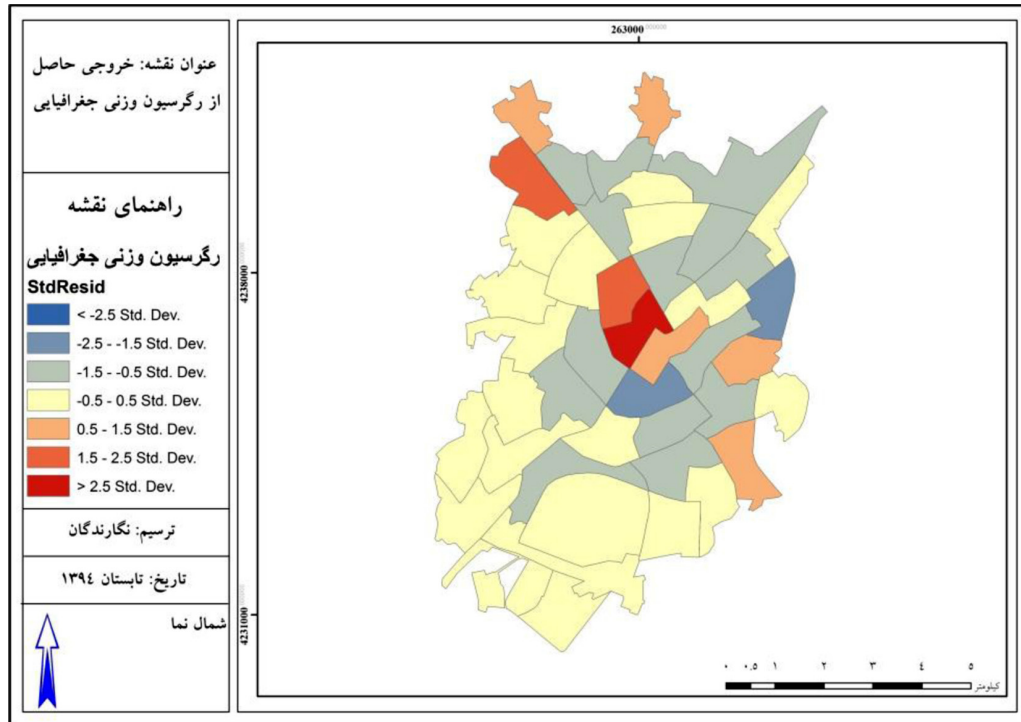 عنوان نقشه: خروجی حاصل
از رگرسیون وزنی جغرافیایی
راهنمای نقشه
رگرسیون وزنی جغرافیایی
StdResid
< -2.5 Std. Dev.
-2.5 - -1.5 Std. Dev.
-1.5 - -0.5 Std. Dev.
-0.5 - 0.5 Std. Dev.
0.5 - 1.5 Std. Dev.
1.5 - 2.5 Std. Dev.
> 2.5 Std. Dev.
ترسیم: نگارندگان
تاریخ: تابستان ۱۳۹٤
شمال نما
263000
4238000
4231000
۰ ۰.۵ ۱ ۲ ۳ ٤ ۵
کیلومتر